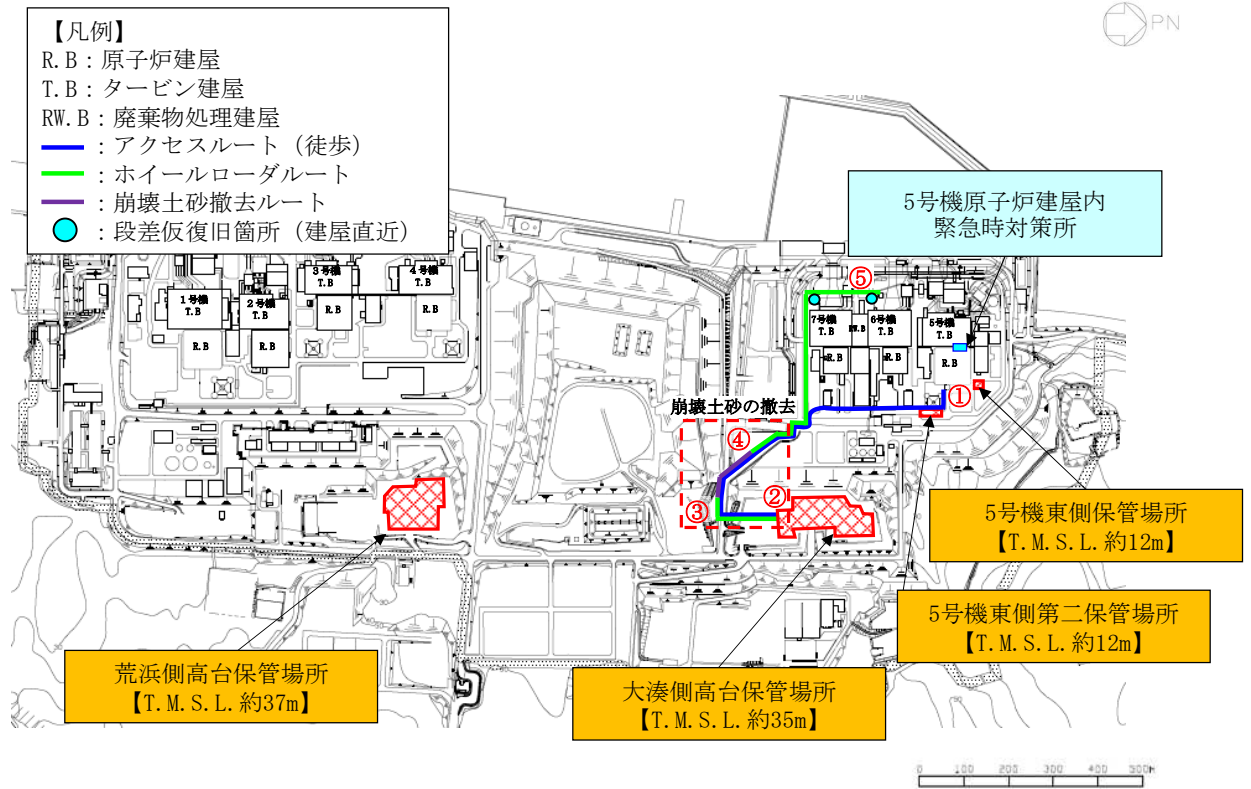 PN
【凡例】
R.B：原子炉建屋
T.B：タービン建屋
RW.B：廃棄物処理建屋
：アクセスルート（徒歩）
：ホイールローダルート
：崩壊土砂撤去ルート
：段差仮復旧箇所（建屋直近）
5号機原子炉建屋内
緊急時対策所
1号機
T.B
R.B
2号機
T.B
R.B
3号機
T.B
R.B
4号機
T.B
R.B
⑤
7号機
T.B
R.B
RW.B
6号機
T.B
R.B
5号機
T.B
R.B
①
崩壊土砂の撤去
④
②
③
5号機東側保管場所
【T.M.S.L.約12m】
5号機東側第二保管場所
【T.M.S.L.約12m】
荒浜側高台保管場所
【T.M.S.L.約37m】
大湊側高台保管場所
【T.M.S.L.約35m】
0 100 200 300 400 500m